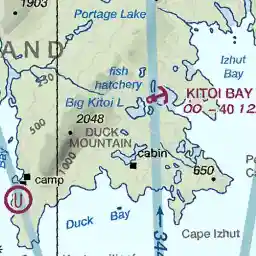 1903
Portage Lake
AND
Izhut
Bay
fish
hatchery
KITOI BAY
Big Kitoi L
OO - 40 12
500
2048
DUCK
MOUNTAIN
1000
cabin
650
camp
U
Duck Bay
344
Cape Izhut